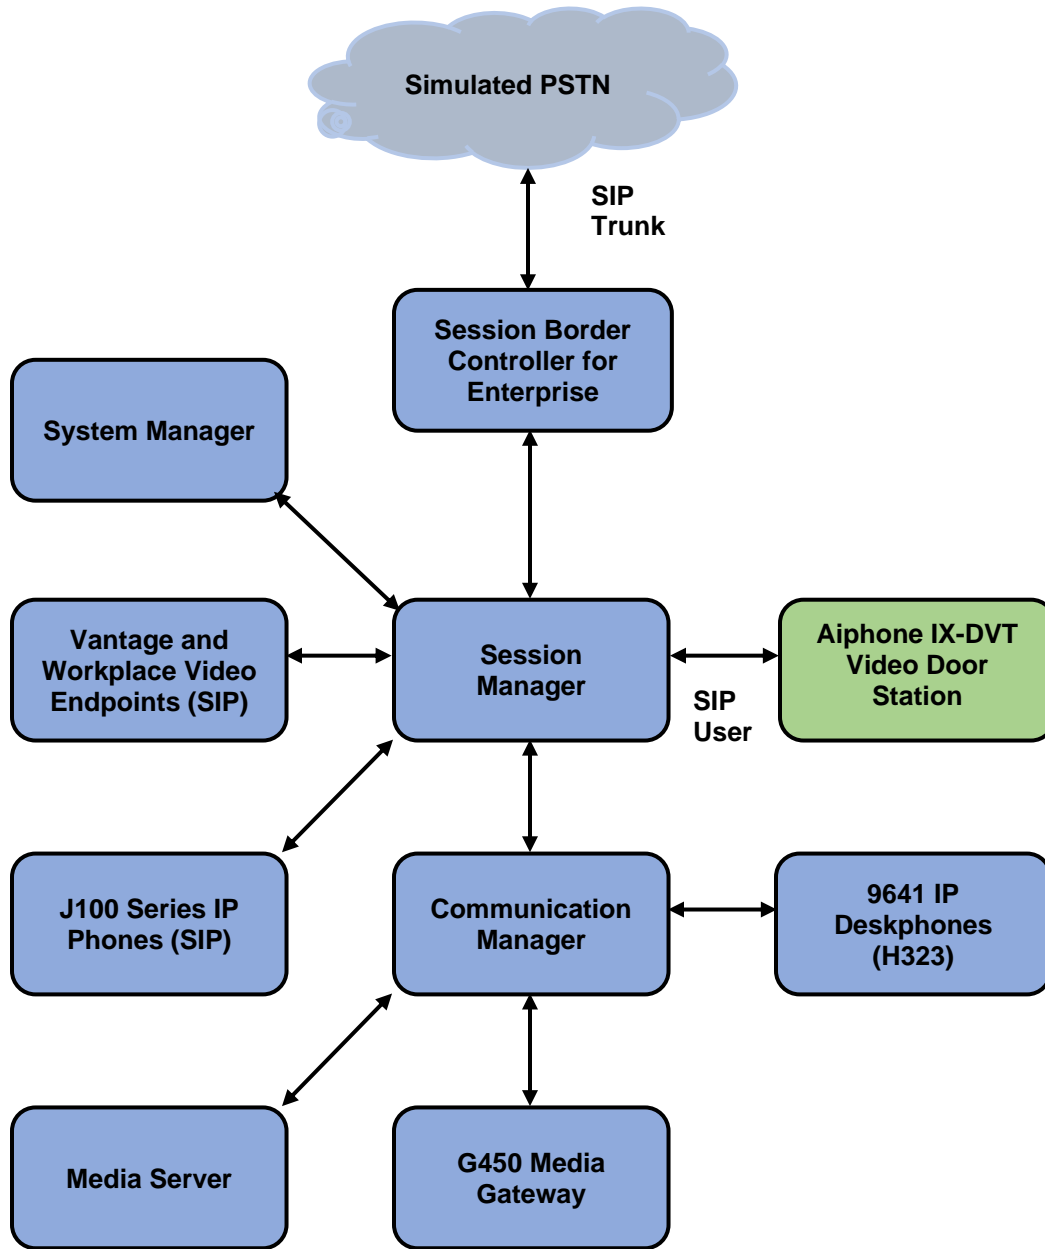 Simulated PSTN
SIP
Trunk
Session Border
Controller for
Enterprise
System Manager
Vantage and
Workplace Video
Endpoints (SIP)
Session
Manager
SIP
User
Aiphone IX-DVT
Video Door
Station
J100 Series IP
Phones (SIP)
Communication
Manager
9641 IP
Deskphones
(H323)
Media Server
G450 Media
Gateway